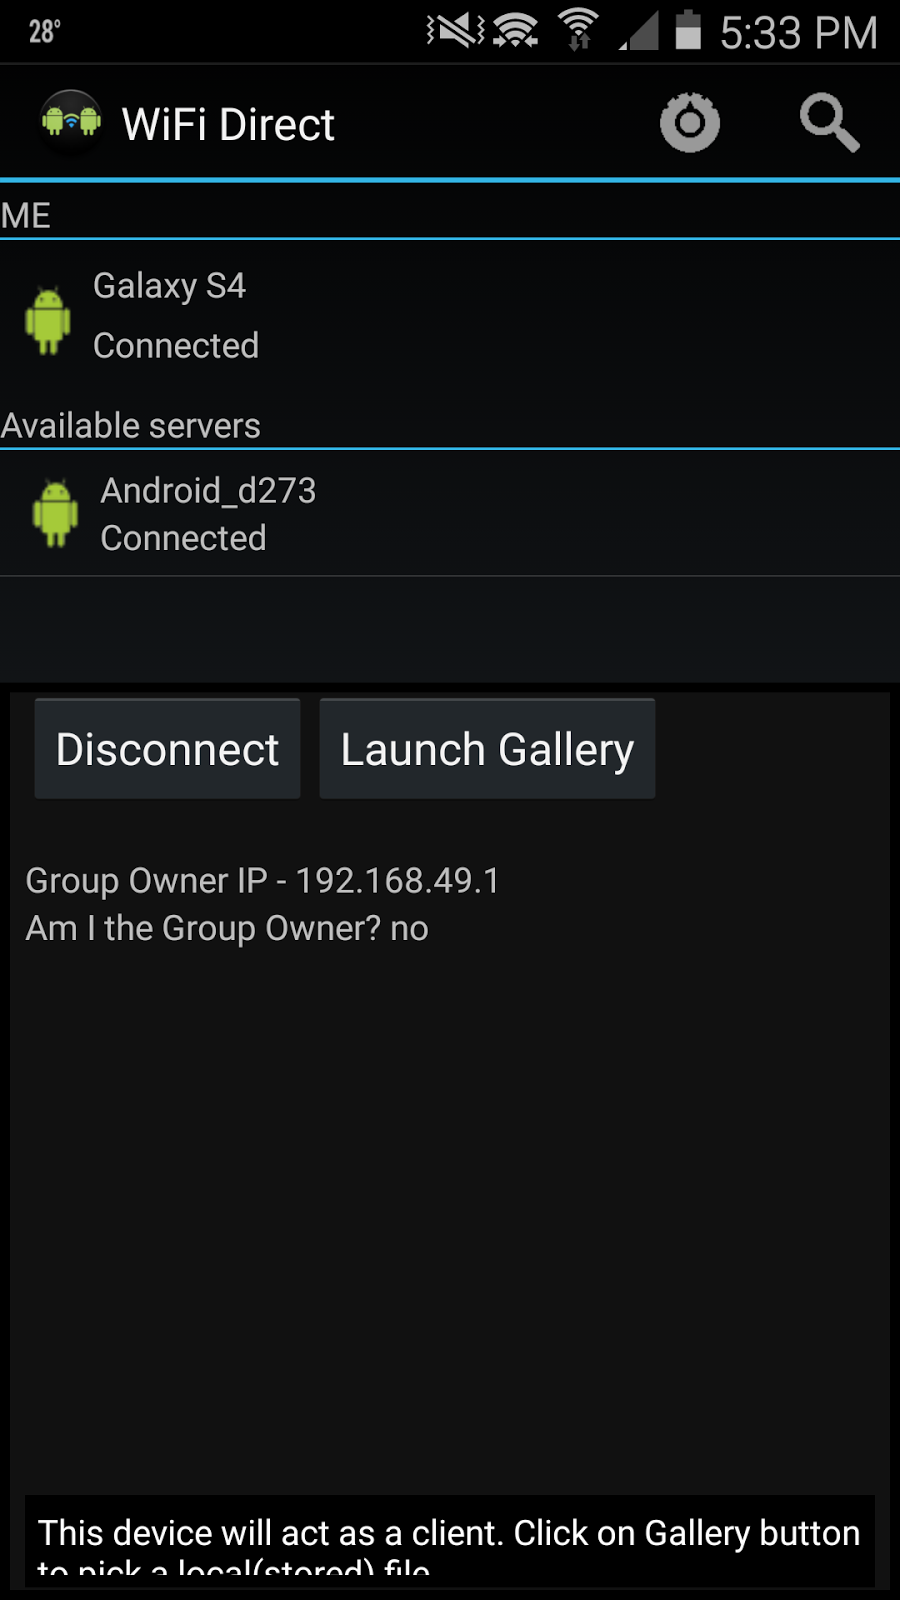 28°
5:33 PM
WiFi Direct
ME
Galaxy S4
Connected
Available servers
Android_d273
Connected
Disconnect
Launch Gallery
Group Owner IP - 192.168.49.1
Am I the Group Owner? no
This device will act as a client. Click on Gallery button
to pick a local(stored) file